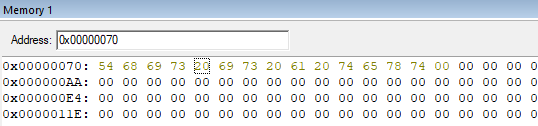 Memory 1
Address: 0x00000070
0x00000070: 54 68 69 73 20 69 73 20 61 20 74 65 78 74 00 00 00 00 0
0x000000AA: 00 00 00 00 00 00 00 00 00 00 00 00 00 00 00 00 00 00 0
0x000000E4: 00 00 00 00 00 00 00 00 00 00 00 00 00 00 00 00 00 00 0
0x0000011E: 00 00 00 00 00 00 00 00 00 00 00 00 00 00 00 00 00 00 0